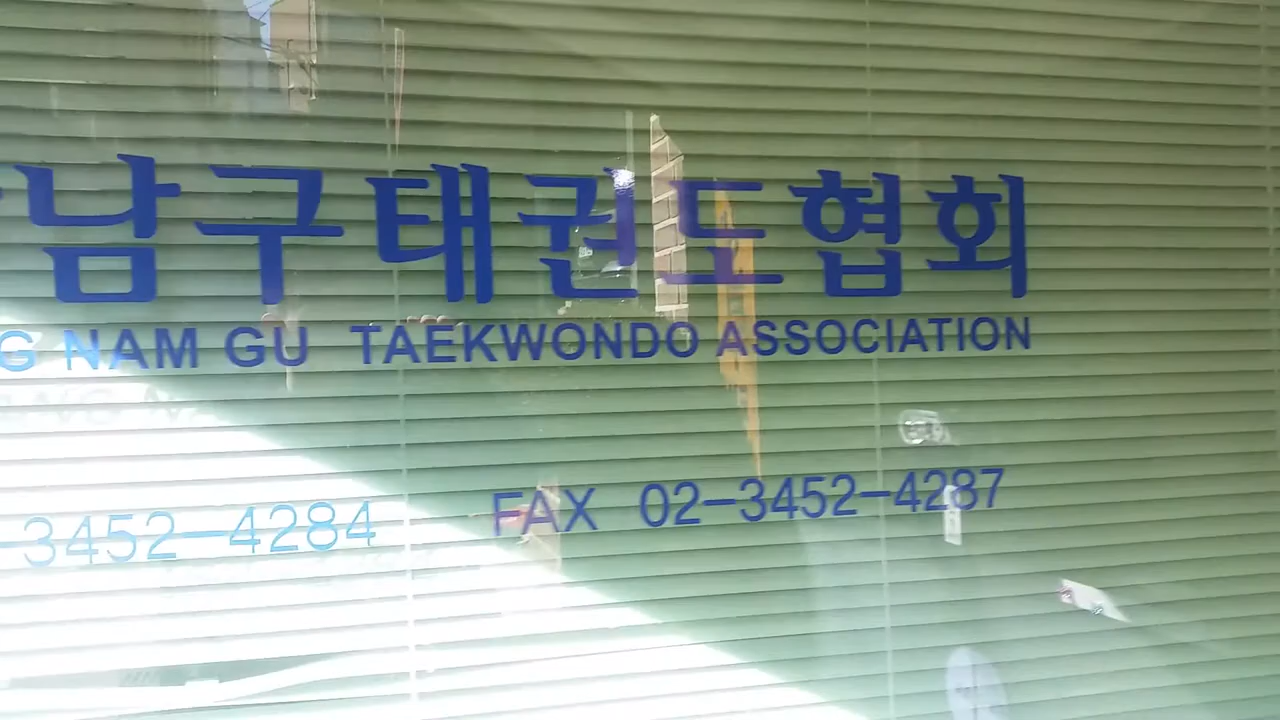 남구태권도협회
G NAM GU TAEKWONDO ASSOCIATION
-3452-4284 FAX 02-3452-4287